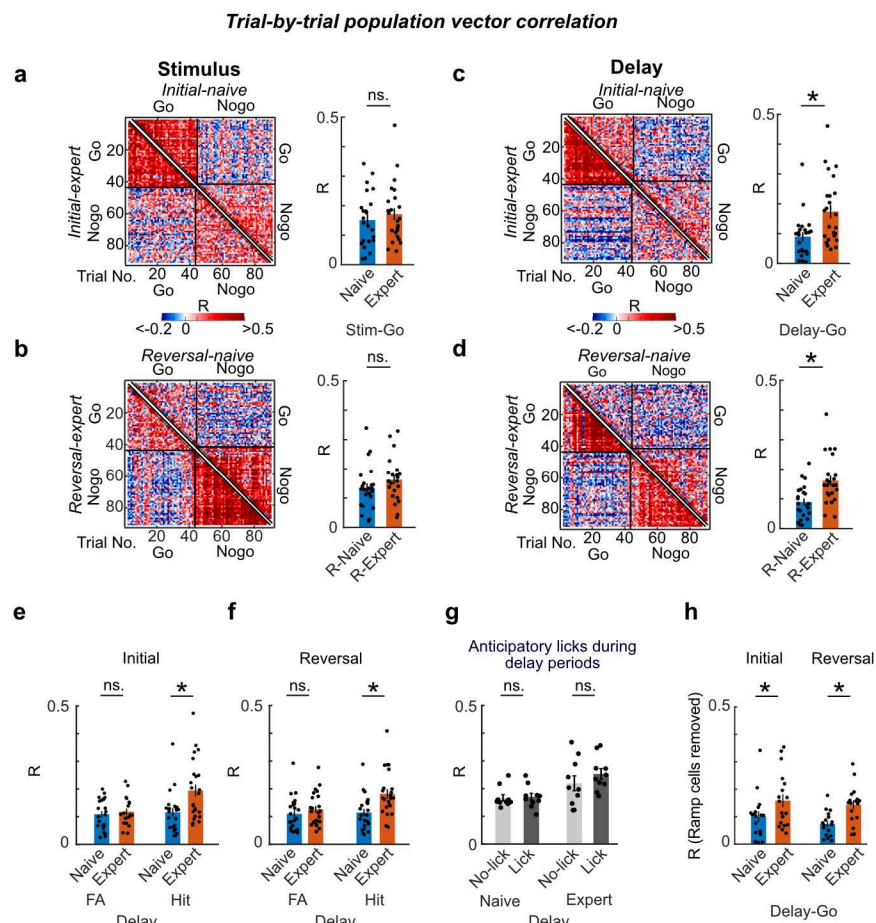 Trial-by-trial population vector correlation
a
Stimulus
Initial-naive
Go Nogo
Initial-expert
Go
Nogo
20
40
60
80
Go
Nogo
Trial No. 20 40 60 80
Go Nogo
R
<-0.2 0 >0.5
ns.
0.5
R
0
Naive
Expert
Stim-Go
c
Delay
Initial-naive
Go Nogo
Initial-expert
Go
Nogo
20
40
60
80
Go
Nogo
Trial No. 20 40 60 80
Go Nogo
R
<-0.2 0 >0.5
*
0.5
R
0
Naive
Expert
Delay-Go
b
Reversal-naive
Go Nogo
Reversal-expert
Go
Nogo
20
40
60
80
Go
Nogo
Trial No. 20 40 60 80
Go Nogo
ns.
0.5
R
0
R-Naive
R-Expert
d
Reversal-naive
Go Nogo
Reversal-expert
Go
Nogo
20
40
60
80
Go
Nogo
Trial No. 20 40 60 80
Go Nogo
*
0.5
R
0
R-Naive
R-Expert
e
Initial
ns. *
0.5
R
0
Naive
Expert
Naive
Expert
FA Hit
Delay
f
Reversal
ns. *
0.5
0
Naive
Expert
Naive
Expert
FA Hit
Delay
g
Anticipatory licks during
delay periods
ns. ns.
0.5
R
0
No-lick
Lick
No-lick
Lick
Naive Expert
Delay
h
Initial Reversal
* *
0.5
R (Ramp cells removed)
0
Naive
Expert
Naive
Expert
Delay-Go